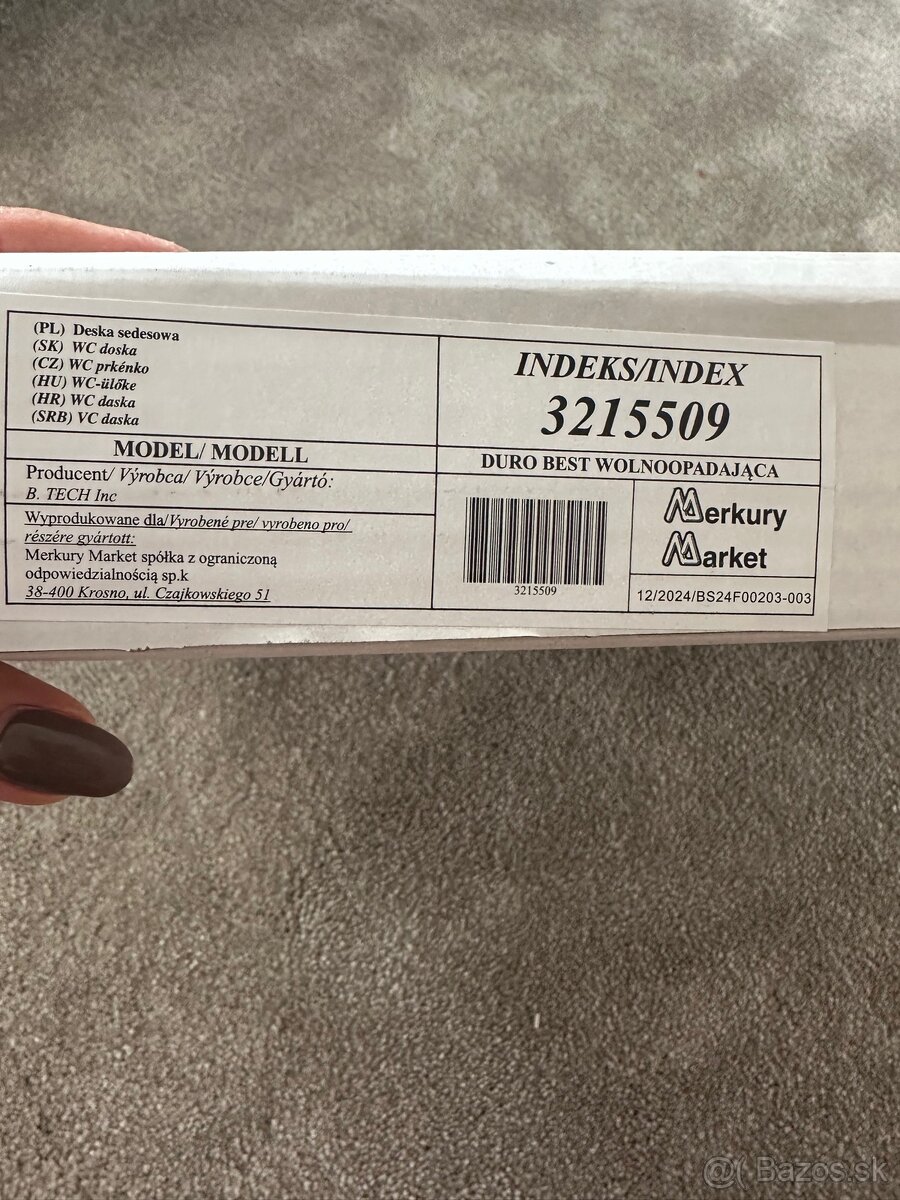 (PL) Deska sedesowa
(SK) WC doska
(CZ) WC prkénko
(HU) WC-ülőke
(HR) WC daska
(SRB) VC daska
MODEL/ MODELL
Producent/ Výrobca/ Výrobce/Gyártó:
B. TECH Inc
Wyprodukowane dla/Vyrobené pre/ vyrobeno pro/
részére gyártott:
Merkury Market spółka z ograniczoną
odpowiedzialnością sp.k
38-400 Krosno, ul. Czajkowskiego 51
INDEKS/INDEX
3215509
DURO BEST WOLNOOPADAJĄCA
3215509
Merkury
Market
12/2024/BS24F00203-003
@( Bazos.sk